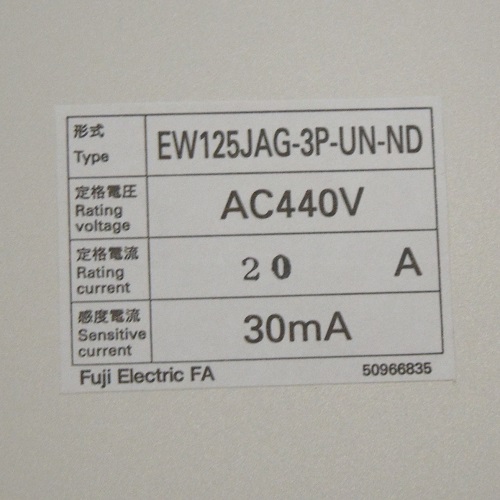 形式
Type
EW125JAG-3P-UN-ND
定格電圧
Rating
voltage
AC440V
定格電流
Rating
current
20 A
感度電流
Sensitive
current
30mA
Fuji Electric FA
50966835